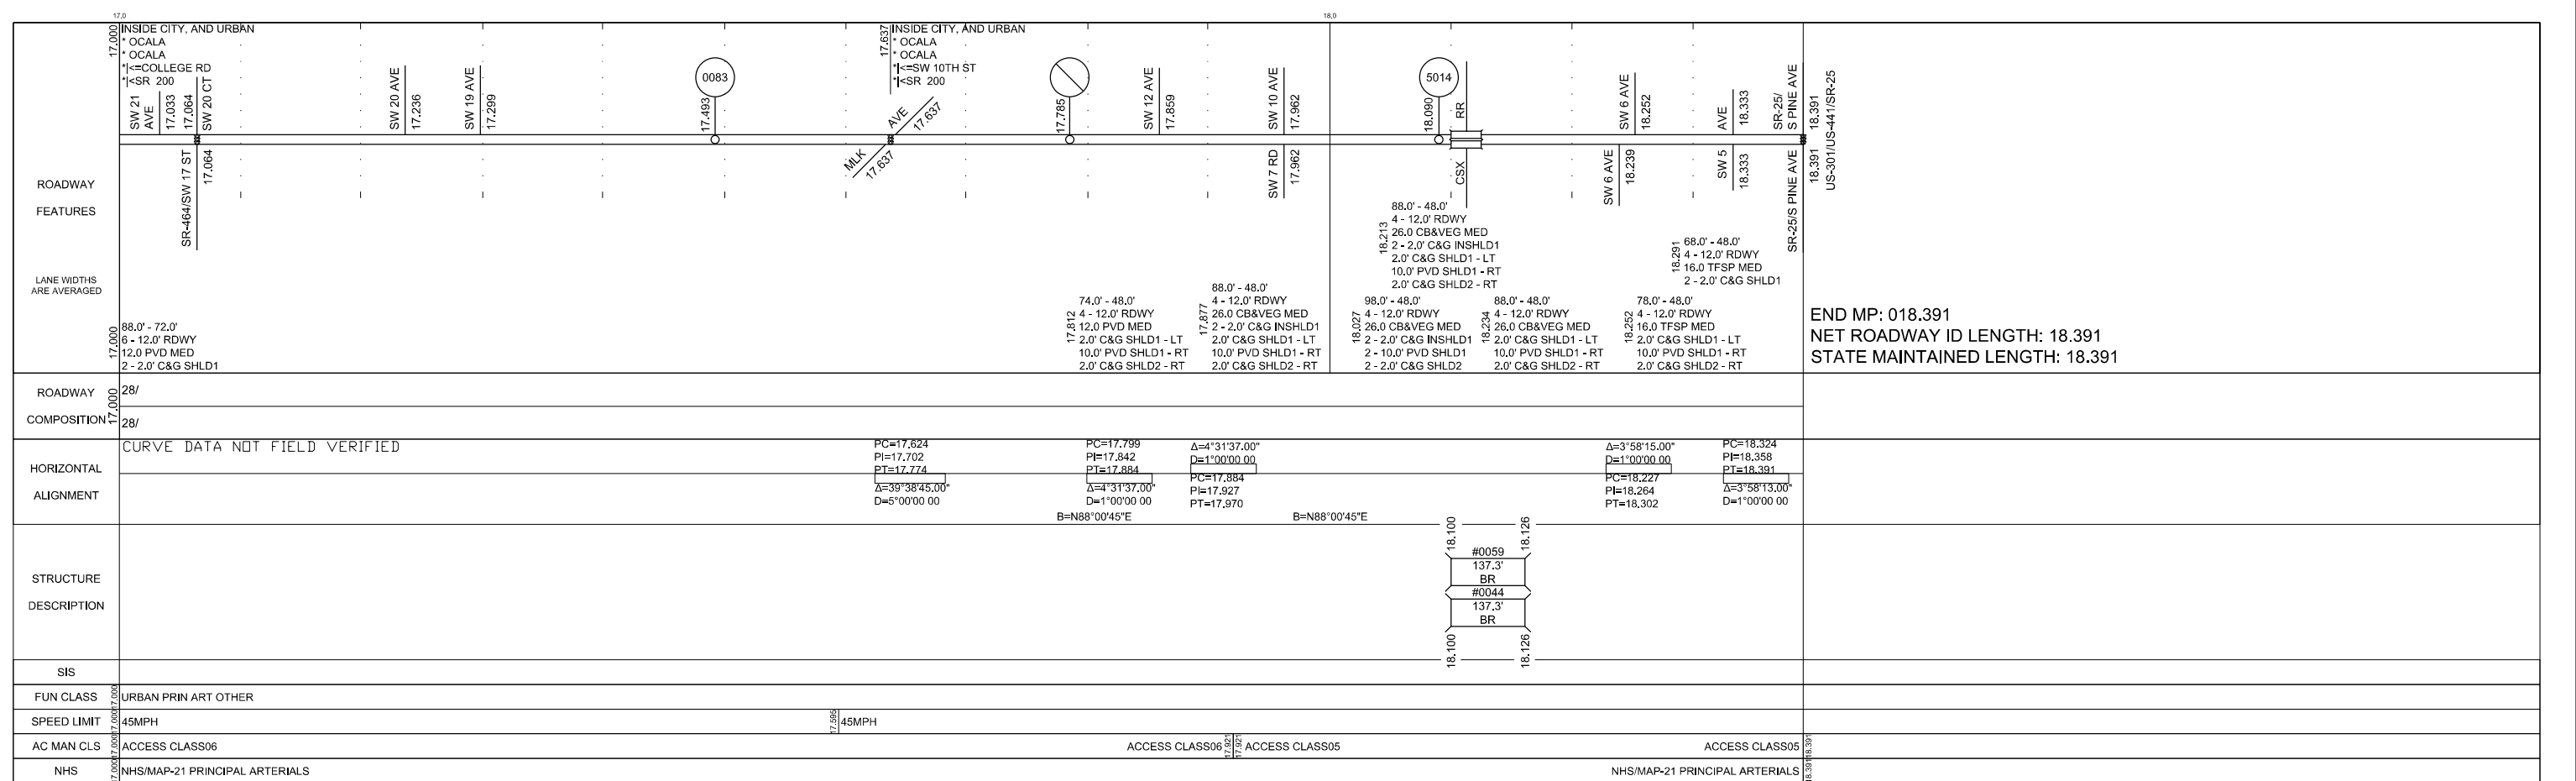 17,0
18,0
17.000
INSIDE CITY, AND URBAN
* OCALA
* OCALA
*|<=COLLEGE RD
*|<SR 200
17.637
INSIDE CITY, AND URBAN
* OCALA
* OCALA
*|<=SW 10TH ST
*|<SR 200
SW 21
AVE
17.033
17.064
SW 20 CT
SW 20 AVE
17.236
SW 19 AVE
17.299
0083
17.493
AVE
17.637
17.785
SW 12 AVE
17.859
SW 10 AVE
17.962
5014
18.090
RR
SW 6 AVE
18.252
AVE
18.333
SR-25/
S PINE AVE
18.391
US-301/US-441/SR-25
SR-464/SW 17 ST
17.064
MLK
17.637
SW 7 RD
17.962
CSX
SW 6 AVE
18.239
SW 5
18.333
SR-25/S PINE AVE
18.391
ROADWAY
FEATURES
LANE WIDTHS
ARE AVERAGED
17.000
88.0' - 72.0'
6 - 12.0' RDWY
12.0 PVD MED
2 - 2.0' C&G SHLD1
17.812
74.0' - 48.0'
4 - 12.0' RDWY
12.0 PVD MED
2.0' C&G SHLD1 - LT
10.0' PVD SHLD1 - RT
2.0' C&G SHLD2 - RT
17.877
88.0' - 48.0'
4 - 12.0' RDWY
26.0 CB&VEG MED
2 - 2.0' C&G INSHLD1
2.0' C&G SHLD1 - LT
10.0' PVD SHLD1 - RT
2.0' C&G SHLD2 - RT
18.027
98.0' - 48.0'
4 - 12.0' RDWY
26.0 CB&VEG MED
2 - 2.0' C&G INSHLD1
2 - 10.0' PVD SHLD1
2 - 2.0' C&G SHLD2
18.213
88.0' - 48.0'
4 - 12.0' RDWY
26.0 CB&VEG MED
2 - 2.0' C&G INSHLD1
2.0' C&G SHLD1 - LT
10.0' PVD SHLD1 - RT
2.0' C&G SHLD2 - RT
18.234
88.0' - 48.0'
4 - 12.0' RDWY
26.0 CB&VEG MED
2.0' C&G SHLD1 - LT
10.0' PVD SHLD1 - RT
2.0' C&G SHLD2 - RT
18.252
78.0' - 48.0'
4 - 12.0' RDWY
16.0 TFSP MED
2.0' C&G SHLD1 - LT
10.0' PVD SHLD1 - RT
2.0' C&G SHLD2 - RT
18.291
68.0' - 48.0'
4 - 12.0' RDWY
16.0 TFSP MED
2 - 2.0' C&G SHLD1
END MP: 018.391
NET ROADWAY ID LENGTH: 18.391
STATE MAINTAINED LENGTH: 18.391
ROADWAY
COMPOSITION
17.000
28/
28/
HORIZONTAL
ALIGNMENT
CURVE DATA NOT FIELD VERIFIED
PC=17.624
PI=17.702
PT=17.774
Δ=39°38'45.00"
D=5°00'00 00
PC=17.799
PI=17.842
PT=17.884
Δ=4°31'37.00"
D=1°00'00 00
Δ=4°31'37.00"
D=1°00'00 00
PC=17.884
PI=17.927
PT=17.970
Δ=3°58'15.00"
D=1°00'00 00
PC=18.227
PI=18.264
PT=18.302
PC=18.324
PI=18.358
PT=18.391
Δ=3°58'13.00"
D=1°00'00 00
B=N88°00'45"E
B=N88°00'45"E
STRUCTURE
DESCRIPTION
18.100
18.126
#0059
137.3'
BR
#0044
137.3'
BR
18.100
18.126
SIS
FUN CLASS
17.000
URBAN PRIN ART OTHER
SPEED LIMIT
17.000
45MPH
17.595
45MPH
AC MAN CLS
17.000
ACCESS CLASS06
ACCESS CLASS06
17.921
17.921
ACCESS CLASS05
ACCESS CLASS05
18.391
NHS
17.000
NHS/MAP-21 PRINCIPAL ARTERIALS
NHS/MAP-21 PRINCIPAL ARTERIALS
18.391